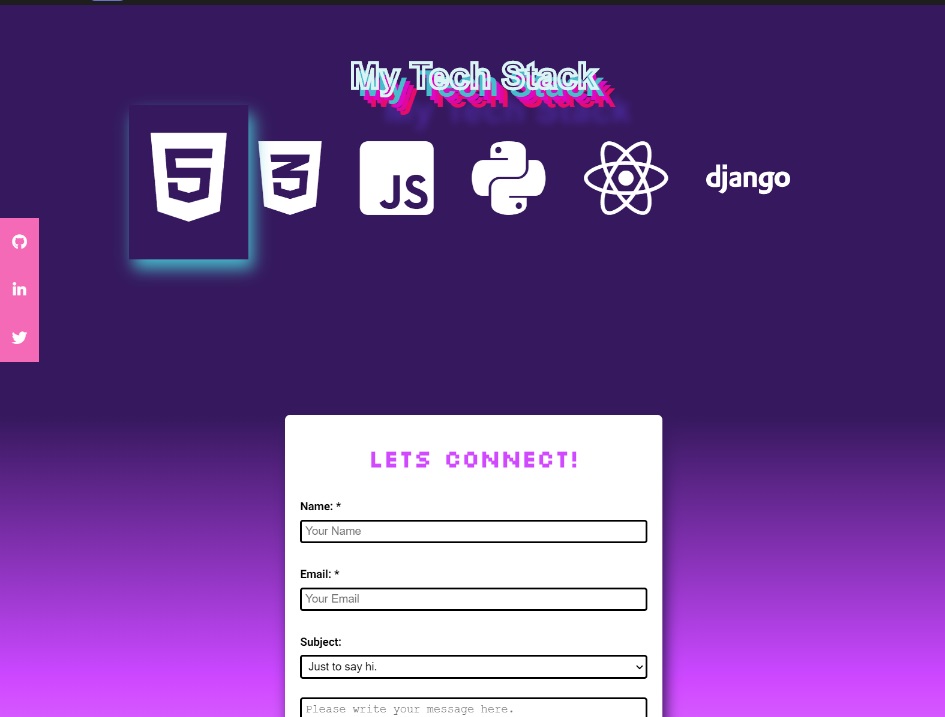 My Tech Stack
5 3 JS django
in
LETS CONNECT!
Name: *
Your Name
Email: *
Your Email
Subject:
Just to say hi.
Please write your message here.